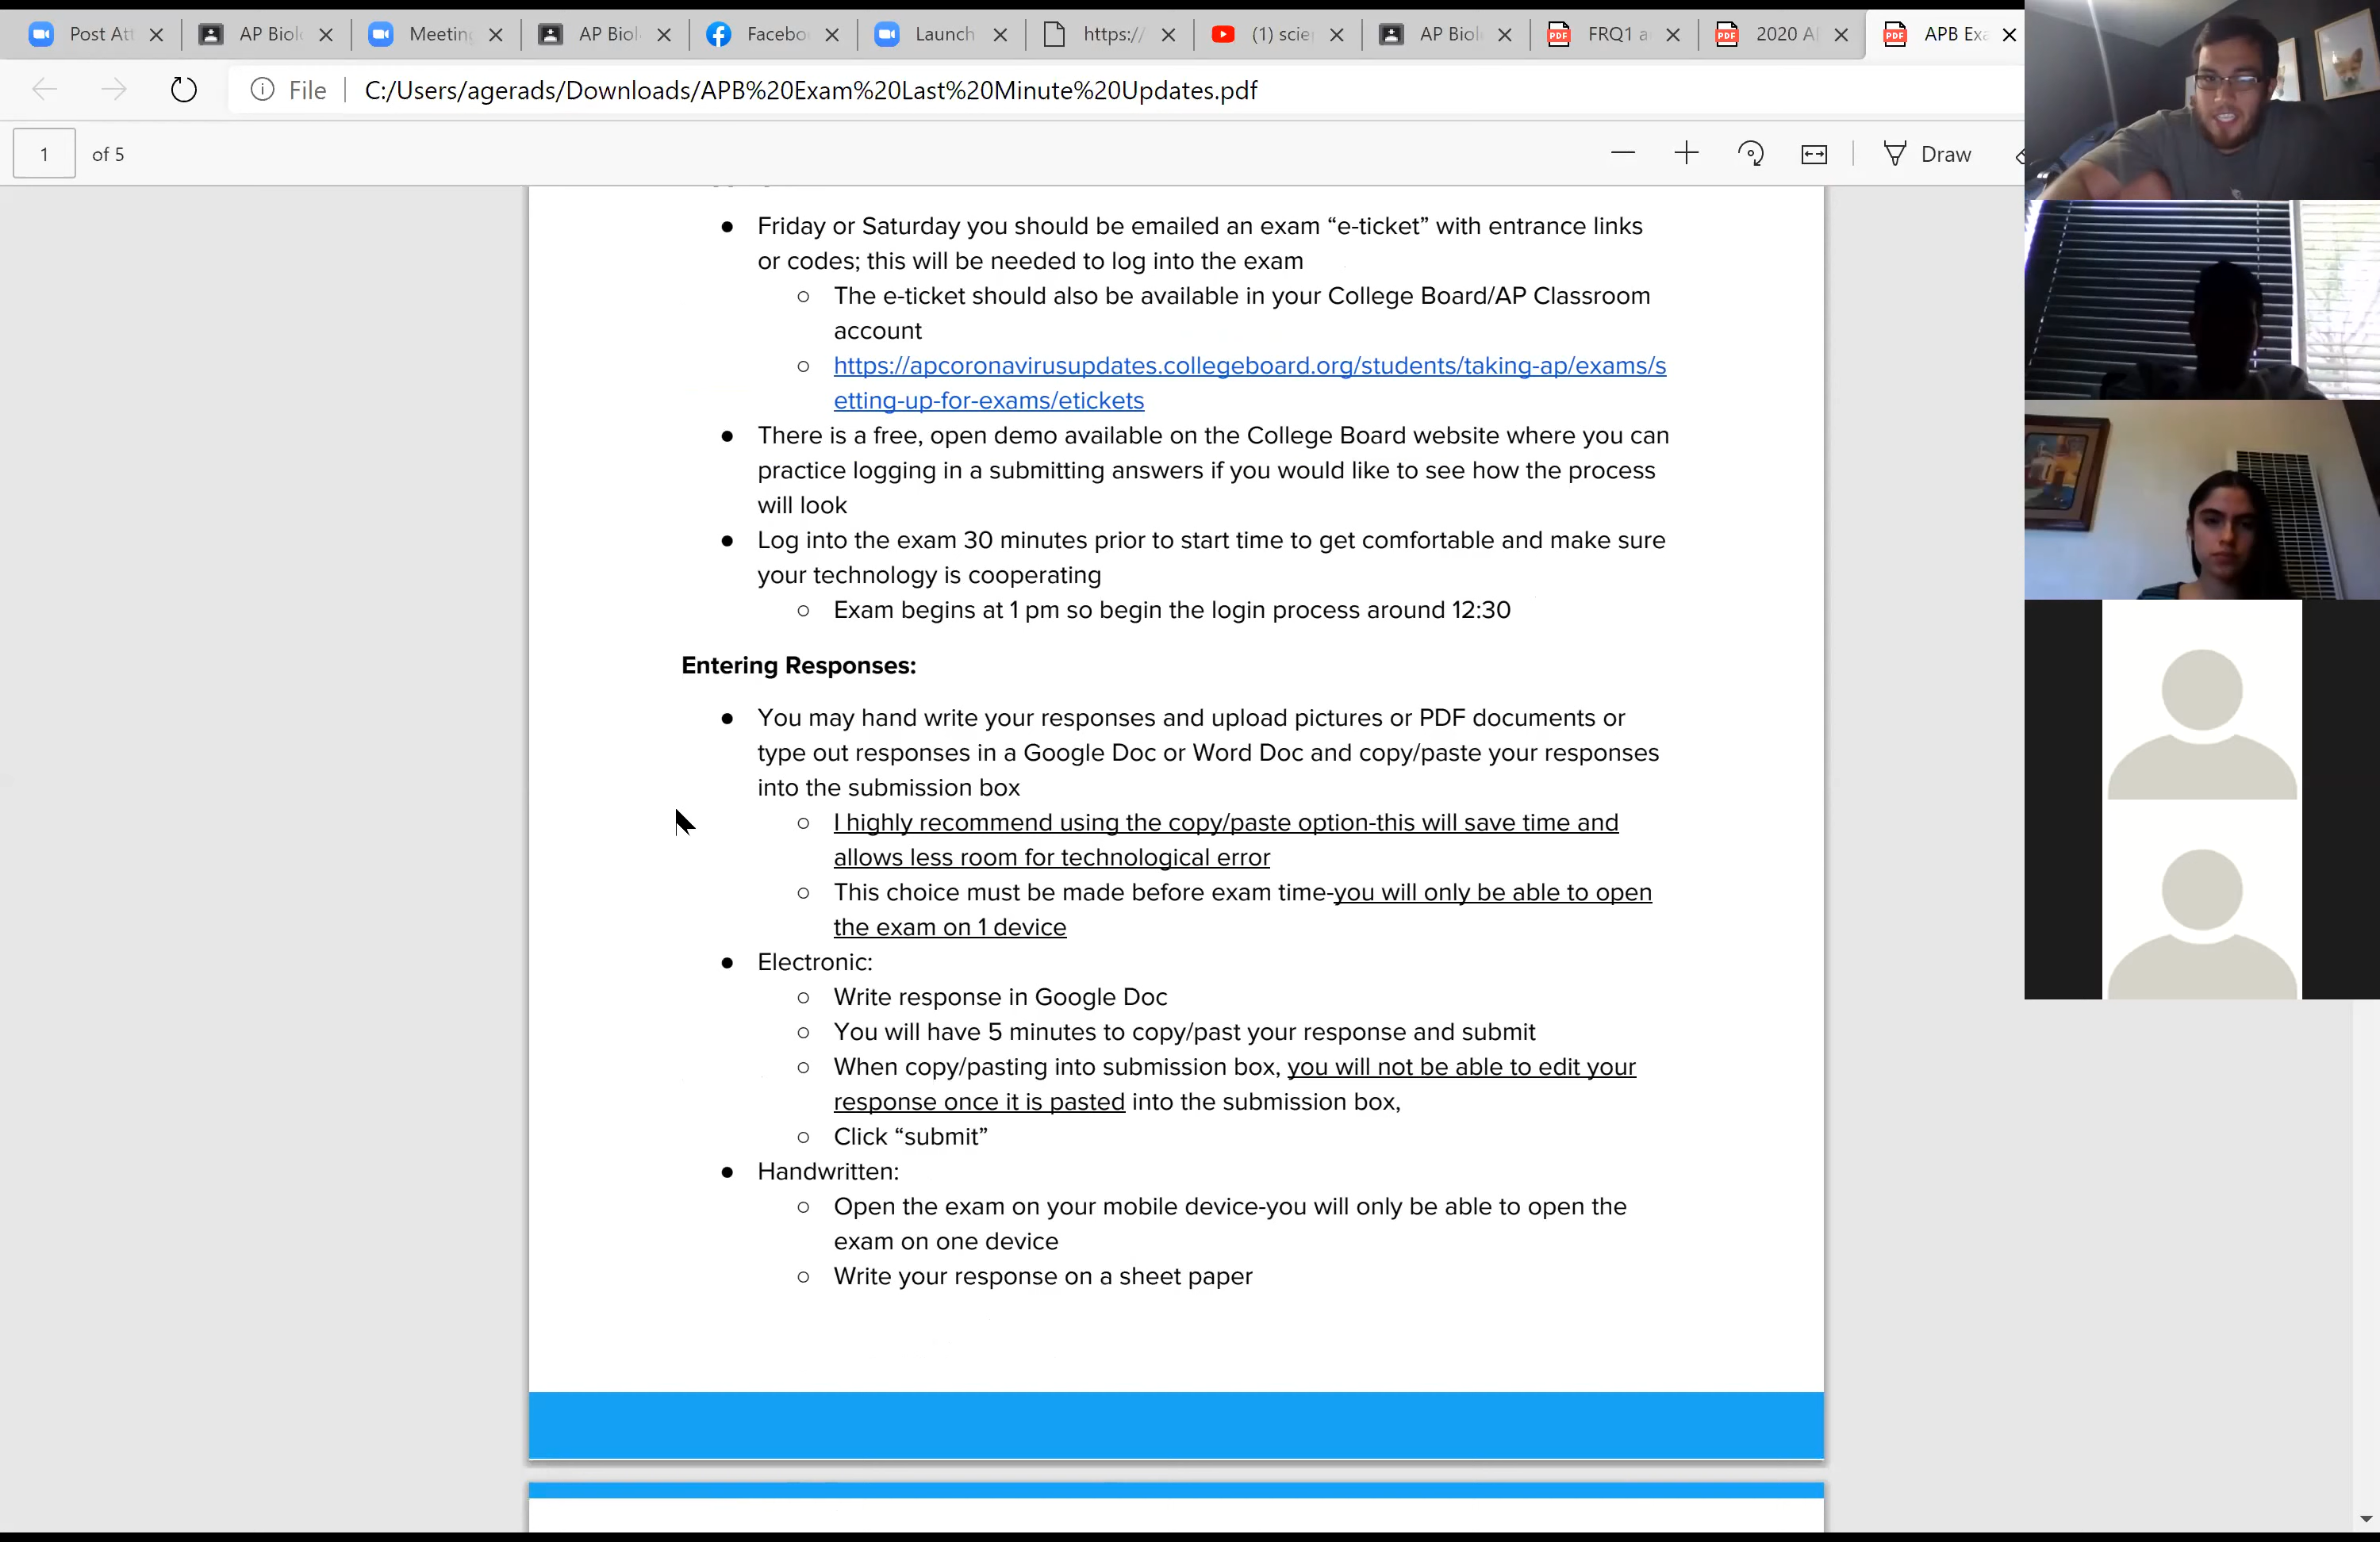 Post Att
AP Biol
Meetin
AP Biol
Facebo
Launch
https://
(1) scie
AP Biol
FRQ1 a
2020 A
APB Exa
File
C:/Users/agerads/Downloads/APB%20Exam%20Last%20Minute%20Updates.pdf
1 of 5
Draw
● Friday or Saturday you should be emailed an exam “e-ticket” with entrance links
or codes; this will be needed to log into the exam
○ The e-ticket should also be available in your College Board/AP Classroom
account
○ https://apcoronavirusupdates.collegeboard.org/students/taking-ap/exams/s
etting-up-for-exams/etickets
● There is a free, open demo available on the College Board website where you can
practice logging in a submitting answers if you would like to see how the process
will look
● Log into the exam 30 minutes prior to start time to get comfortable and make sure
your technology is cooperating
○ Exam begins at 1 pm so begin the login process around 12:30
Entering Responses:
● You may hand write your responses and upload pictures or PDF documents or
type out responses in a Google Doc or Word Doc and copy/paste your responses
into the submission box
○ I highly recommend using the copy/paste option-this will save time and
allows less room for technological error
○ This choice must be made before exam time-you will only be able to open
the exam on 1 device
● Electronic:
○ Write response in Google Doc
○ You will have 5 minutes to copy/past your response and submit
○ When copy/pasting into submission box, you will not be able to edit your
response once it is pasted into the submission box,
○ Click “submit”
● Handwritten:
○ Open the exam on your mobile device-you will only be able to open the
exam on one device
○ Write your response on a sheet paper